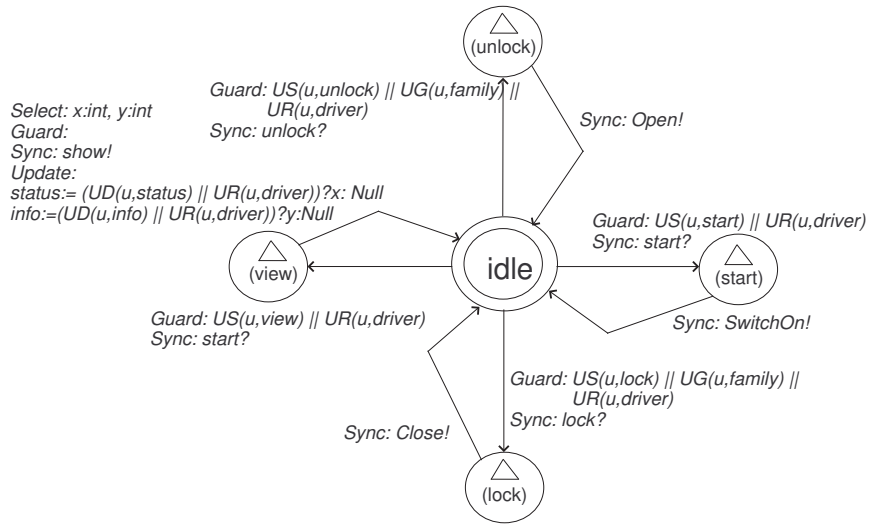 (unlock)
Guard: US(u,unlock) || UG(u,family) ||
UR(u,driver)
Sync: unlock?
Select: x:int, y:int
Guard:
Sync: show!
Update:
status:= (UD(u,status) || UR(u,driver))?x: Null
info:=(UD(u,info) || UR(u,driver))?y:Null
Sync: Open!
Guard: US(u,start) || UR(u,driver)
Sync: start?
(view)
idle
(start)
Guard: US(u,view) || UR(u,driver)
Sync: start?
Sync: SwitchOn!
Guard: US(u,lock) || UG(u,family) ||
UR(u,driver)
Sync: lock?
Sync: Close!
(lock)